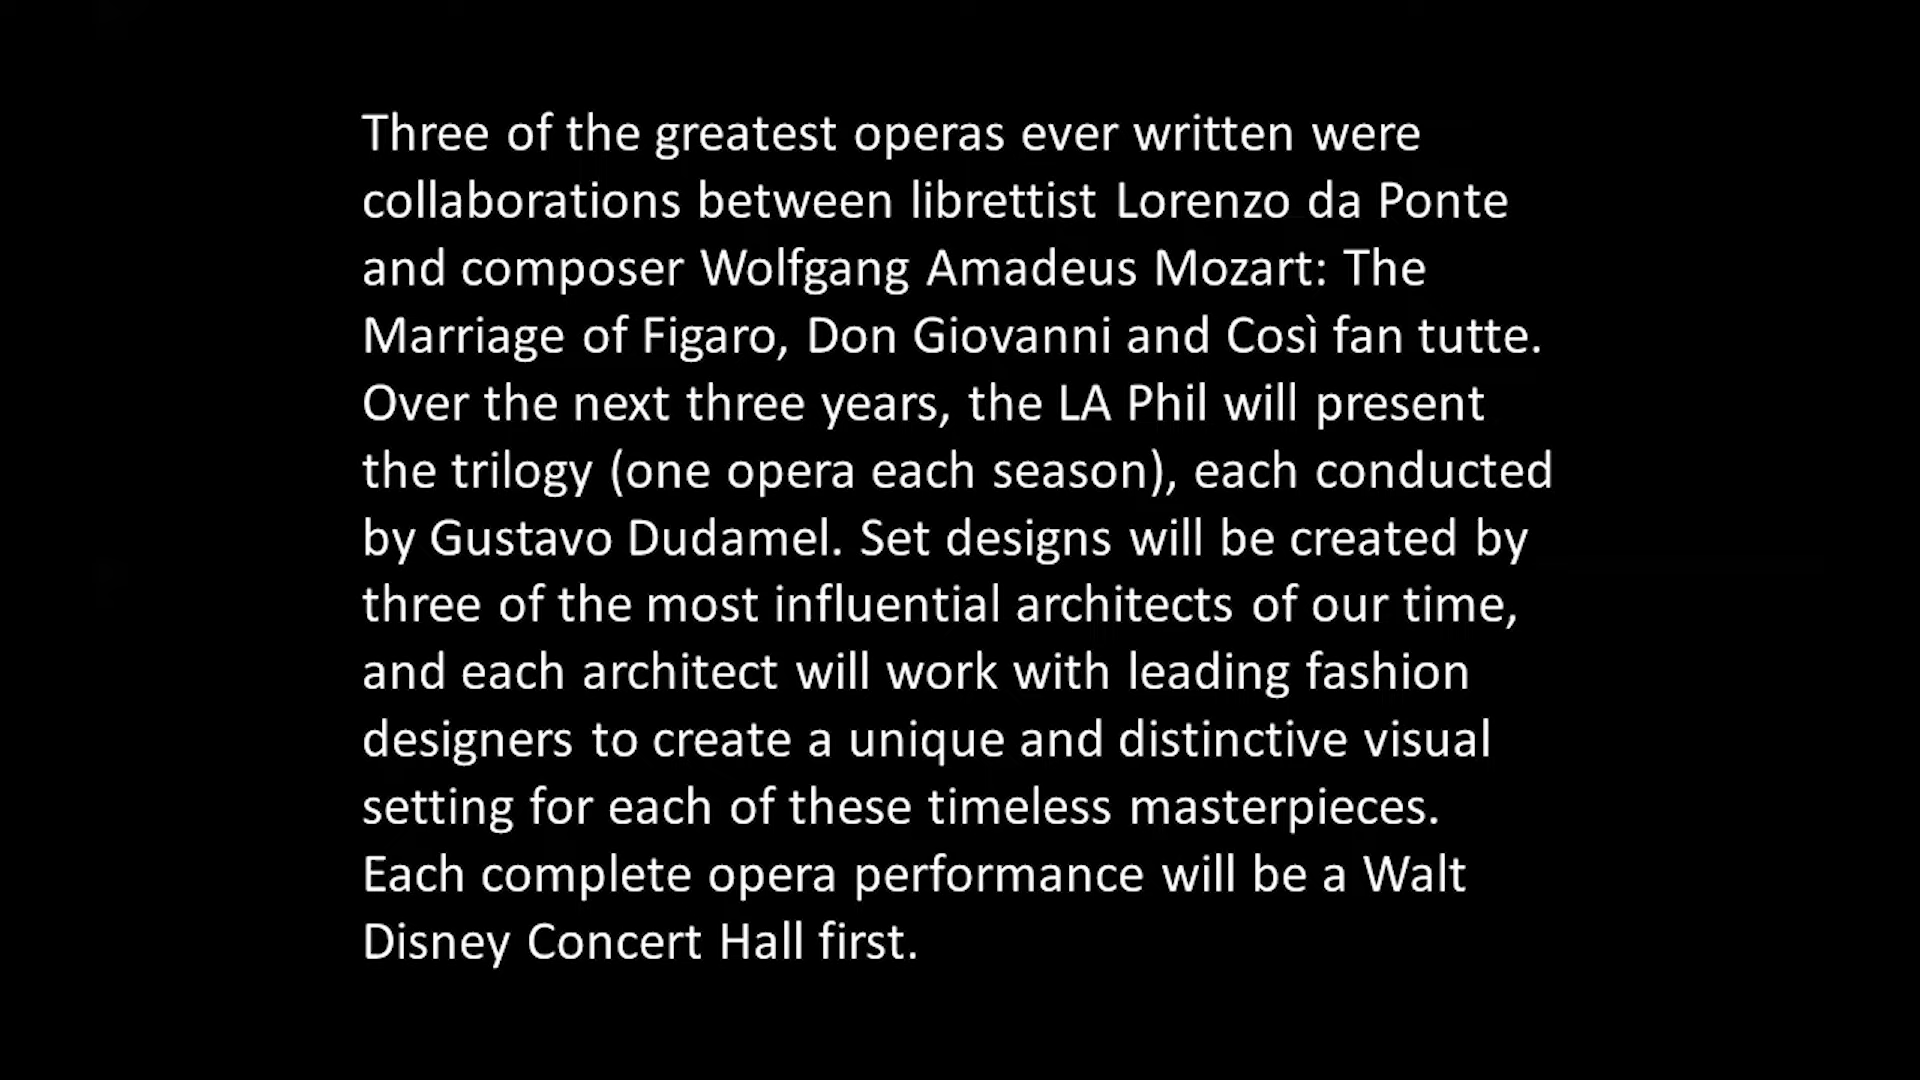 Three of the greatest operas ever written were
collaborations between librettist Lorenzo da Ponte
and composer Wolfgang Amadeus Mozart: The
Marriage of Figaro, Don Giovanni and Così fan tutte.
Over the next three years, the LA Phil will present
the trilogy (one opera each season), each conducted
by Gustavo Dudamel. Set designs will be created by
three of the most influential architects of our time,
and each architect will work with leading fashion
designers to create a unique and distinctive visual
setting for each of these timeless masterpieces.
Each complete opera performance will be a Walt
Disney Concert Hall first.